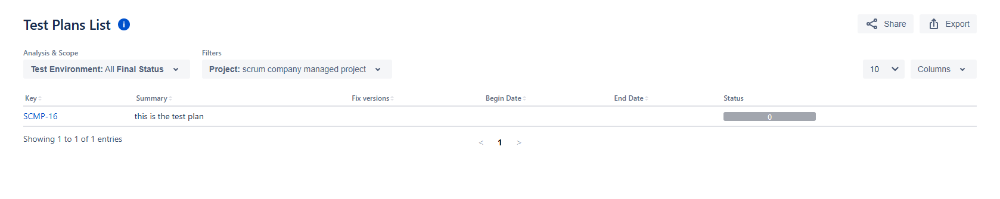 Test Plans List
Share Export
Analysis & Scope Filters
Test Environment: All Final Status Project: scrum company managed project 10 Columns
Key Summary Fix versions Begin Date End Date Status
SCMP-16 this is the test plan 0
Showing 1 to 1 of 1 entries
< 1 >